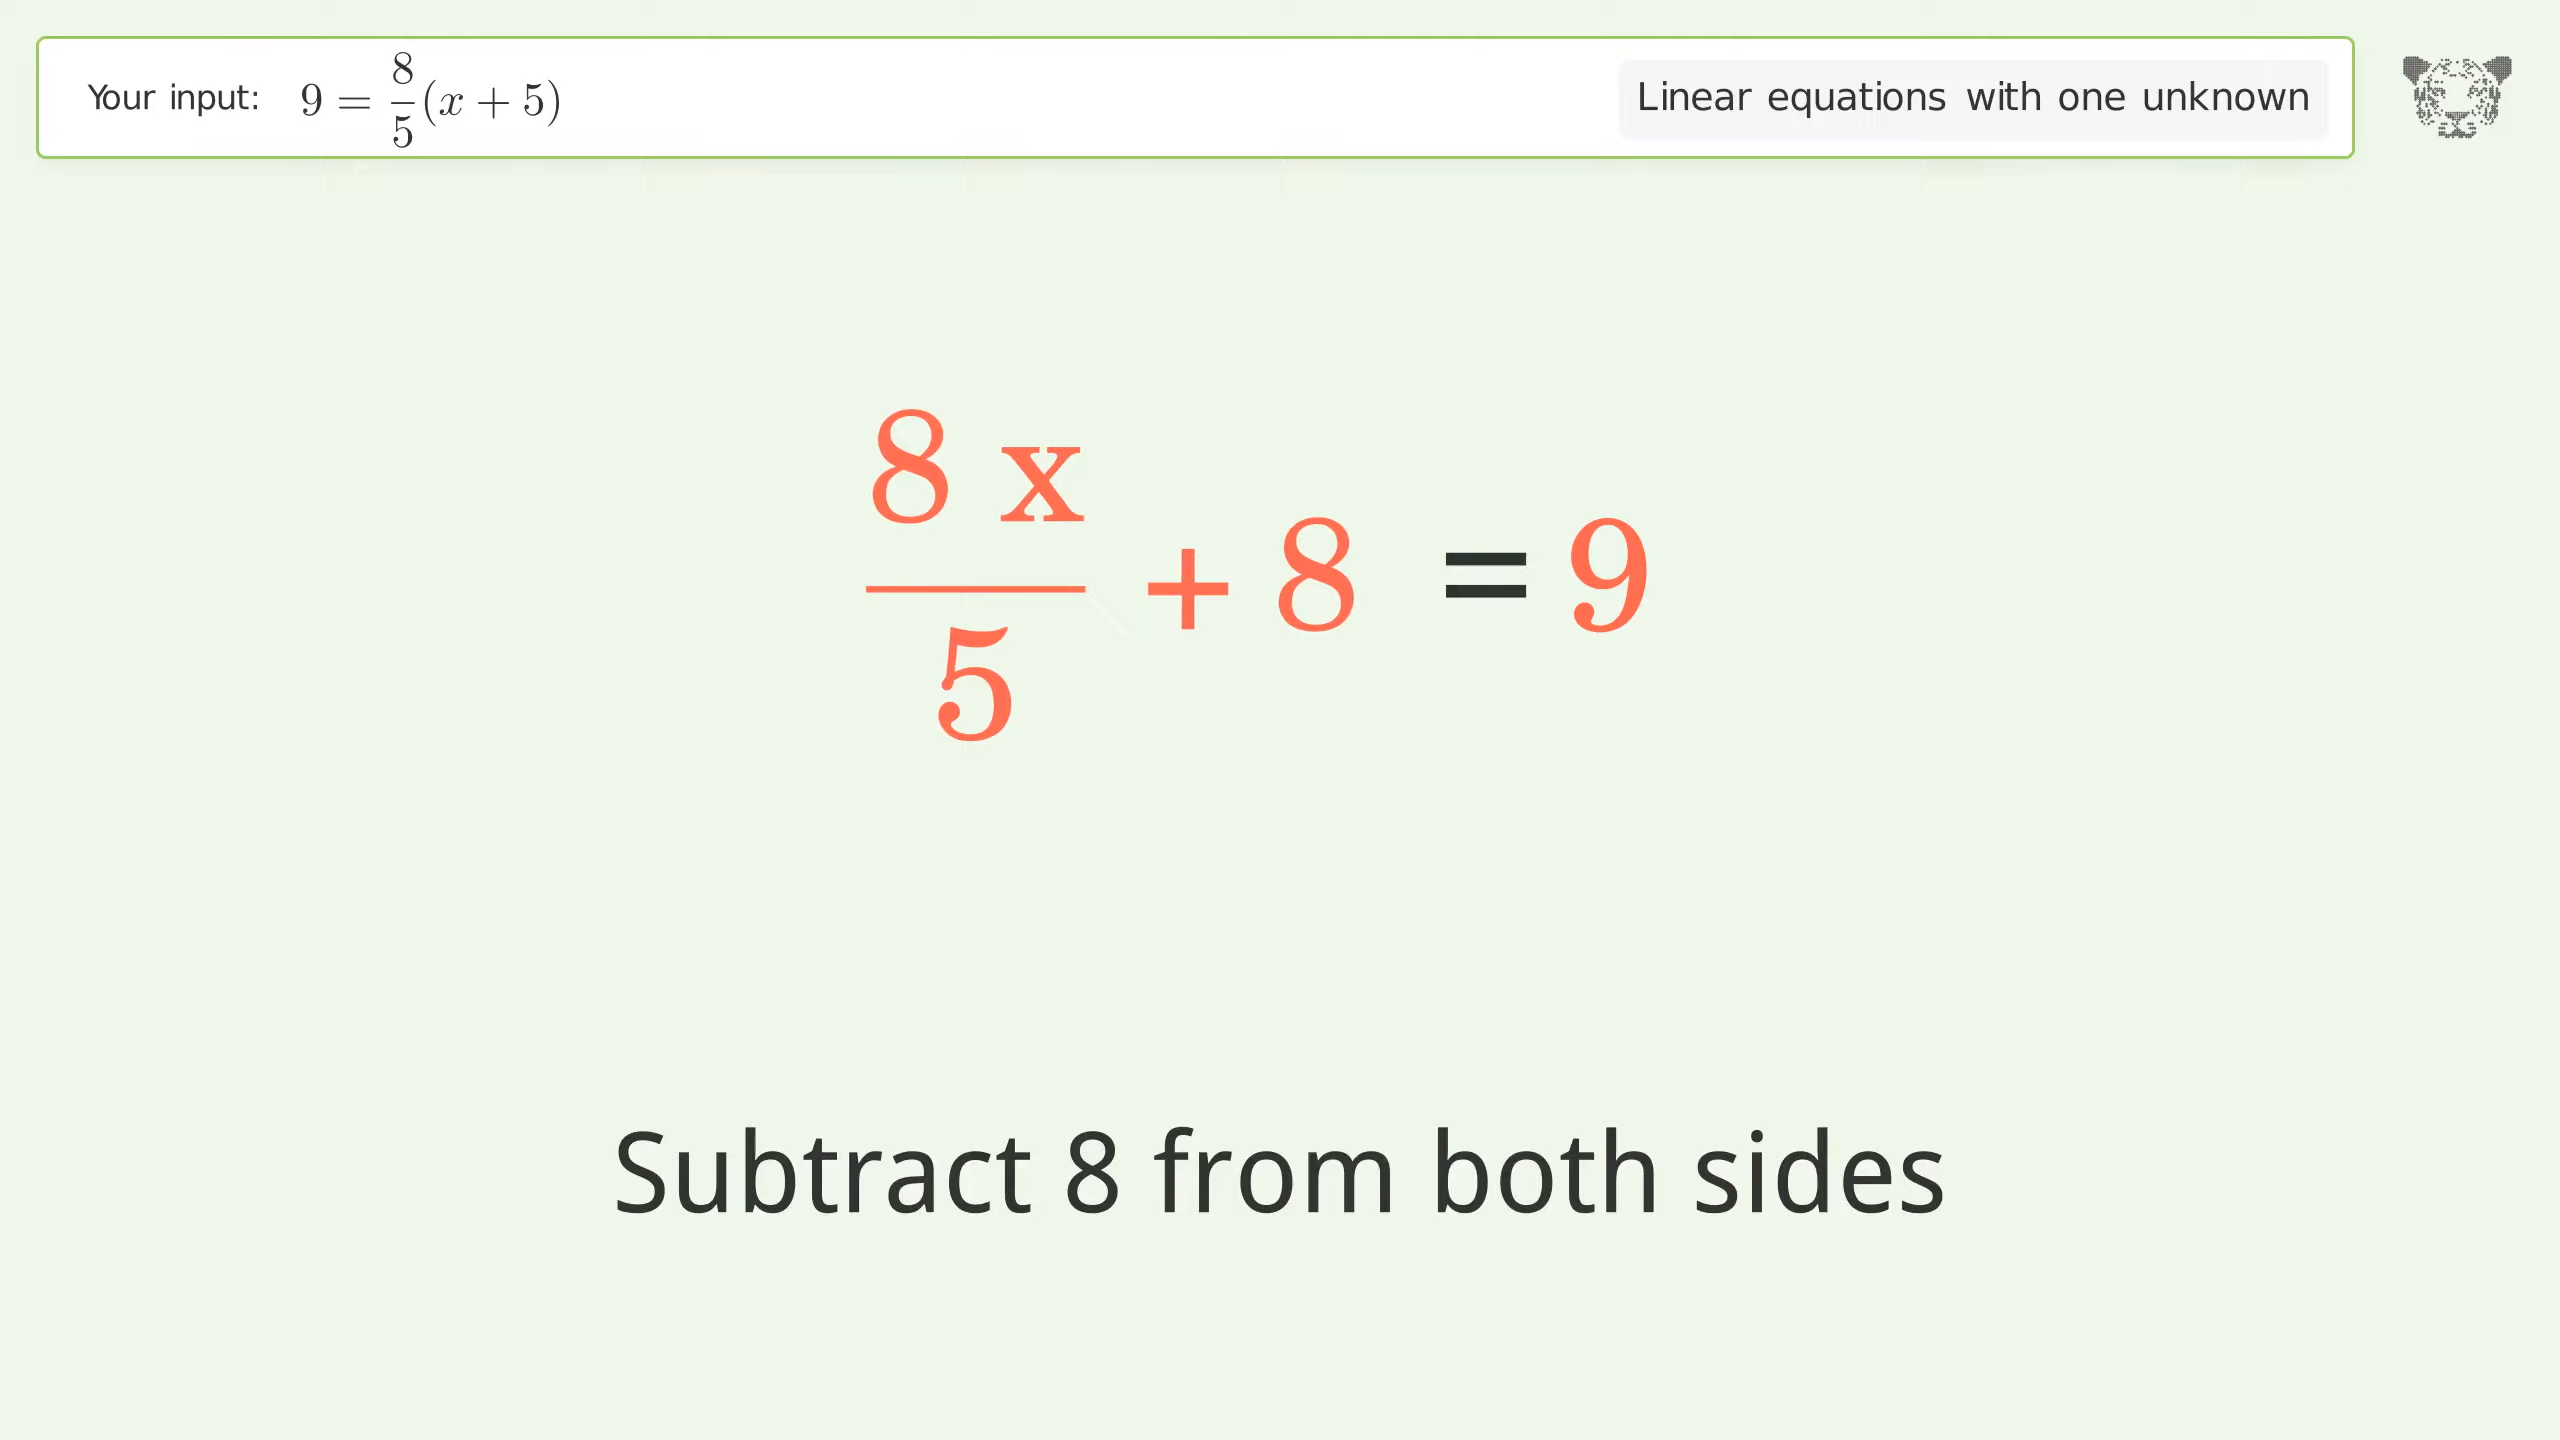 Your input: 9 = 8/5(x + 5)
Linear equations with one unknown
8 x/5 + 8 = 9
Subtract 8 from both sides